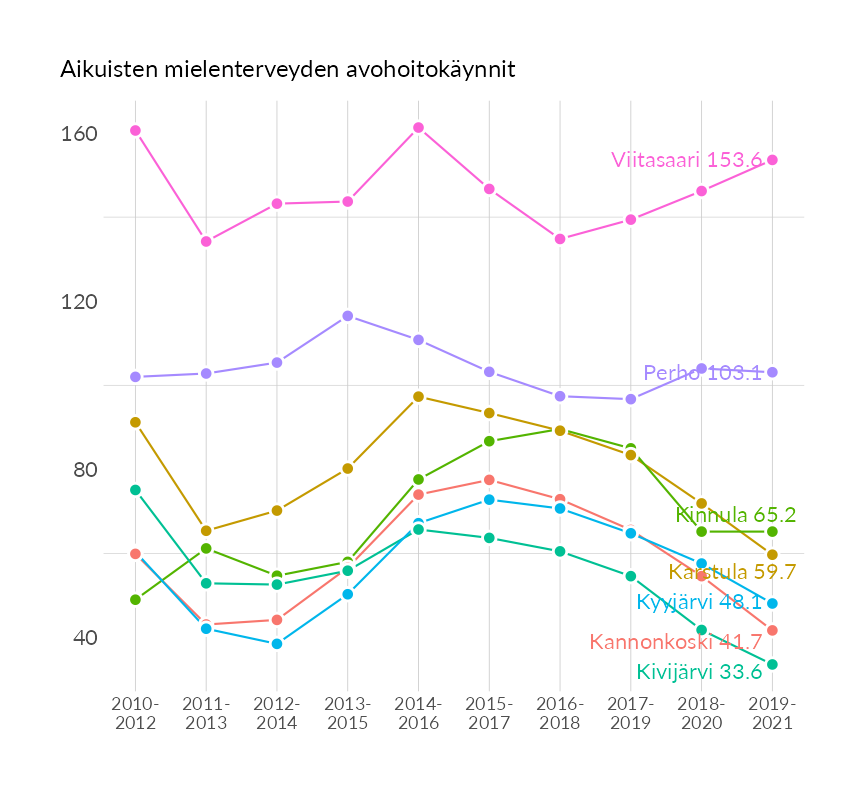 Aikuisten mielenterveyden avohoitokäynnit
160
120
80
40
Viitasaari 153.6
Perho 103.1
Kinnula 65.2
Karstula 59.7
Kyyjärvi 48.1
Kannonkoski 41.7
Kivijärvi 33.6
2010- 2011- 2012- 2013- 2014- 2015- 2016- 2017- 2018- 2019-
2012 2013 2014 2015 2016 2017 2018 2019 2020 2021